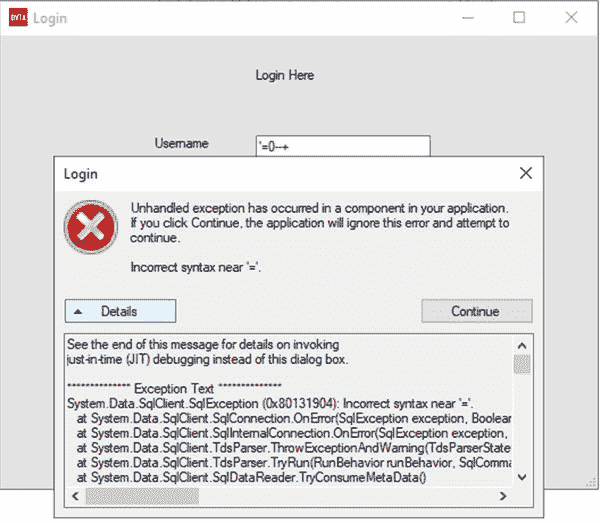 DVTA Login
Login Here
Username '=0--+
Login
Unhandled exception has occurred in a component in your application.
If you click Continue, the application will ignore this error and attempt to
continue.
Incorrect syntax near '='.
Details Continue
See the end of this message for details on invoking
just-in-time (JIT) debugging instead of this dialog box.
************** Exception Text **************
System.Data.SqlClient.SqlException (0x80131904): Incorrect syntax near '='.
at System.Data.SqlClient.SqlConnection.OnError(SqlException exception, Boolean
at System.Data.SqlClient.SqlInternalConnection.OnError(SqlException exception,
at System.Data.SqlClient.TdsParser.ThrowExceptionAndWarning(TdsParserState
at System.Data.SqlClient.TdsParser.TryRun(RunBehavior runBehavior, SqlComma
at System.Data.SqlClient.SqlDataReader.TryConsumeMetaData()